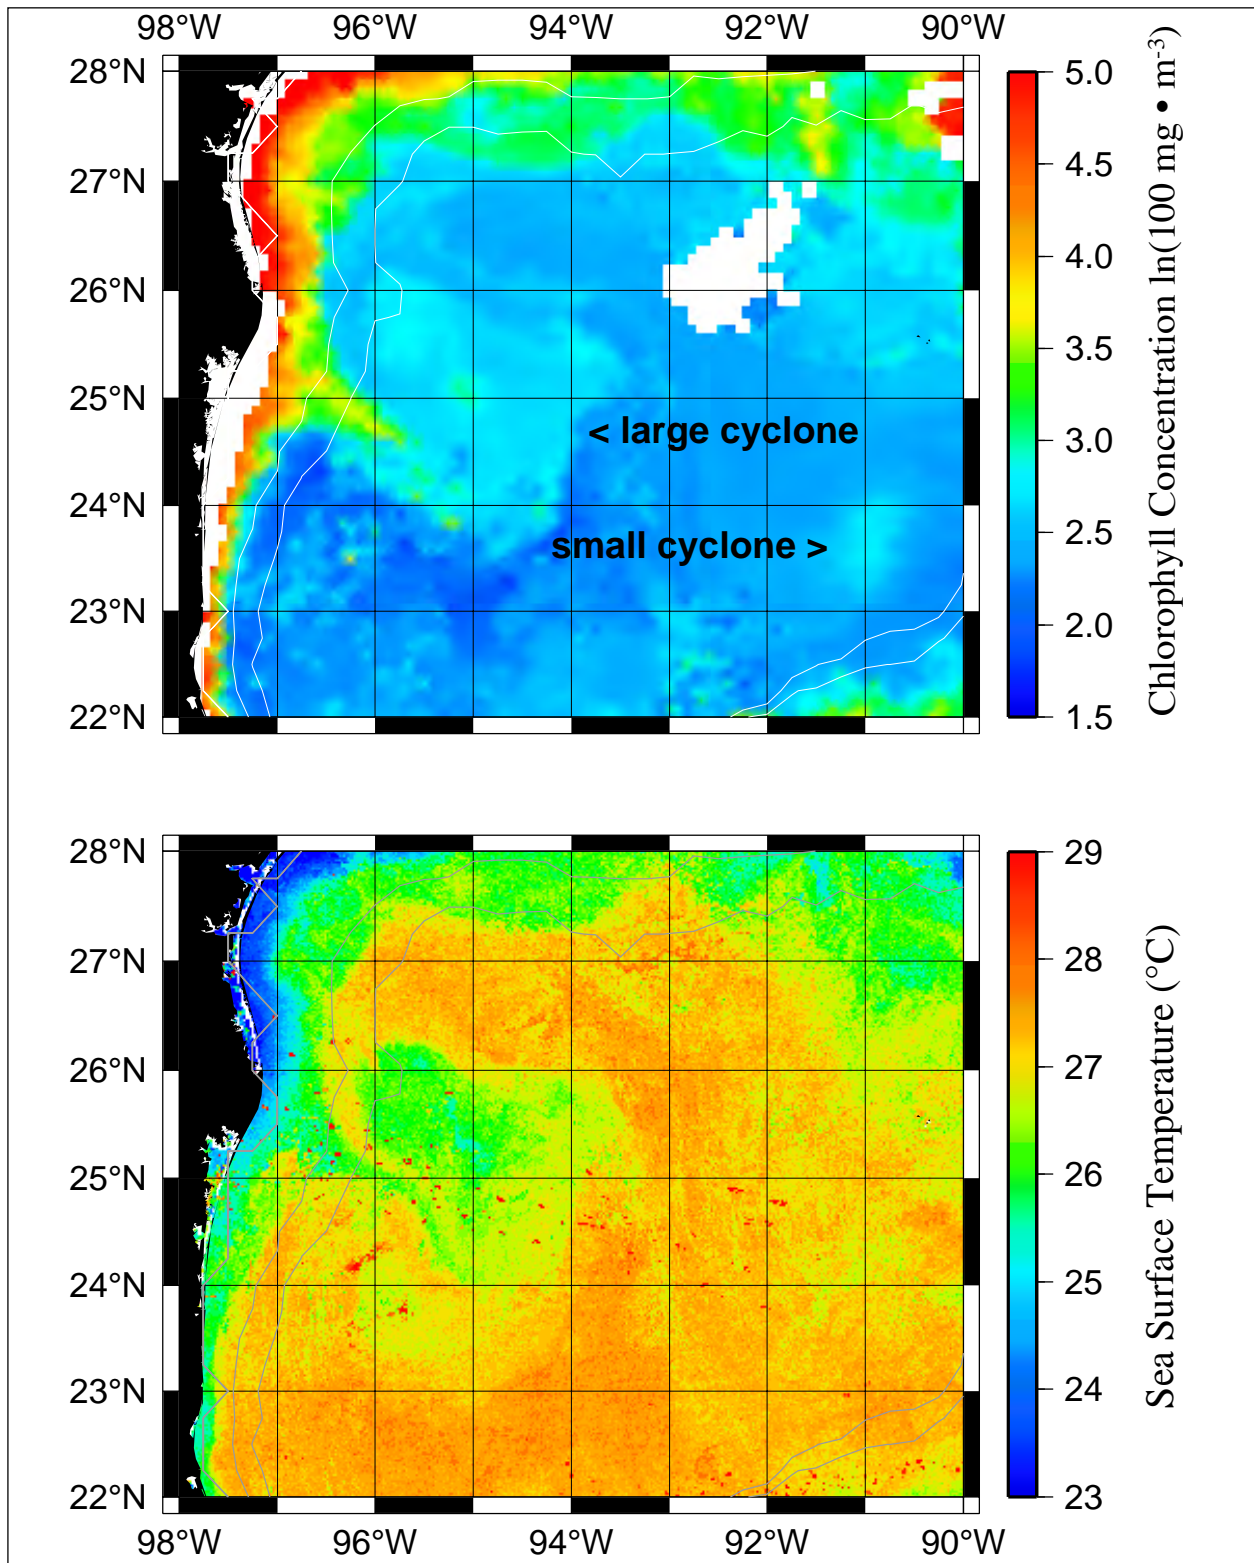 98°W 96°W 94°W 92°W 90°W
28°N
27°N
26°N
25°N
24°N
23°N
22°N
< large cyclone
small cyclone >
5.0
4.5
4.0
3.5
3.0
2.5
2.0
1.5
Chlorophyll Concentration ln(100 mg • m⁻³)
28°N
27°N
26°N
25°N
24°N
23°N
22°N
98°W 96°W 94°W 92°W 90°W
29
28
27
26
25
24
23
Sea Surface Temperature (°C)